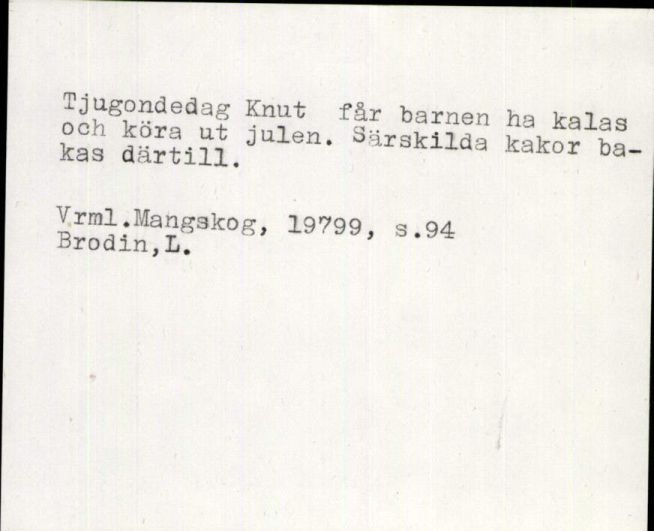 Tjugondedag Knut får barnen ha kalas
och köra ut julen. Särskilda kakor ba-
kas därtill.
Vrml.Mangskog, 19799, s.94
Brodin,L.